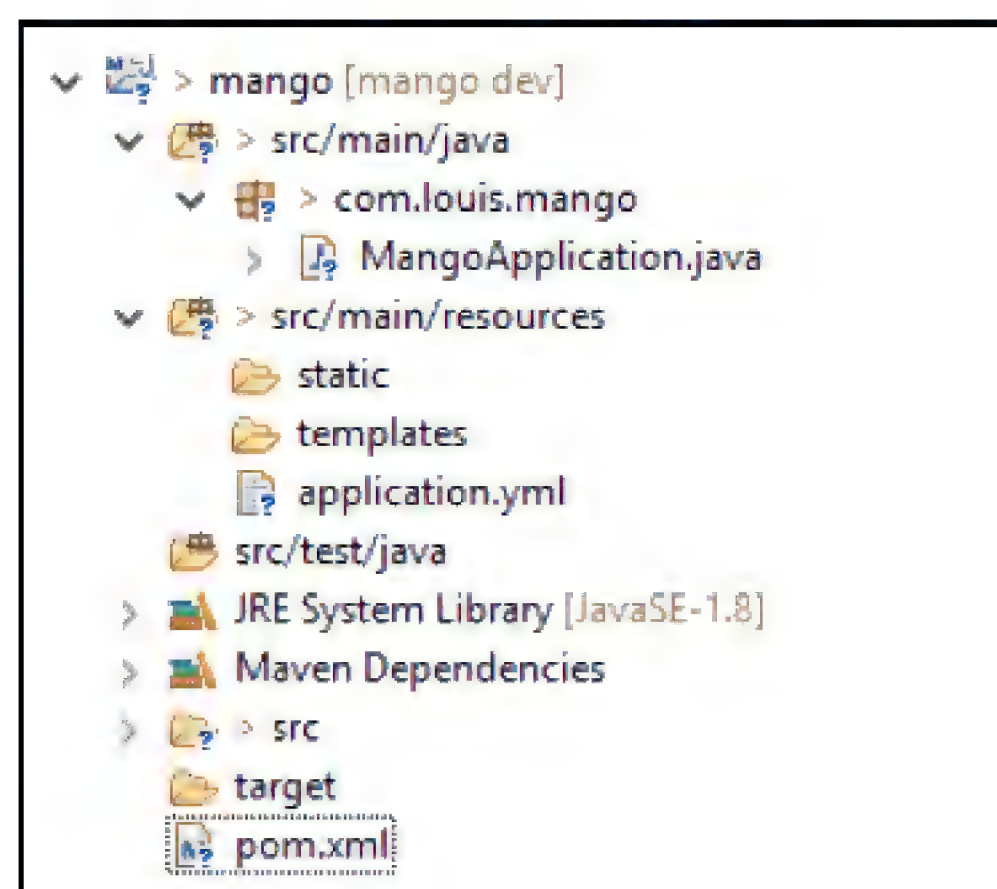 > mango [mango dev]
> src/main/java
> com.louis.mango
MangoApplication.java
> src/main/resources
static
templates
application.yml
src/test/java
JRE System Library [JavaSE-1.8]
Maven Dependencies
> src
target
pom.xml